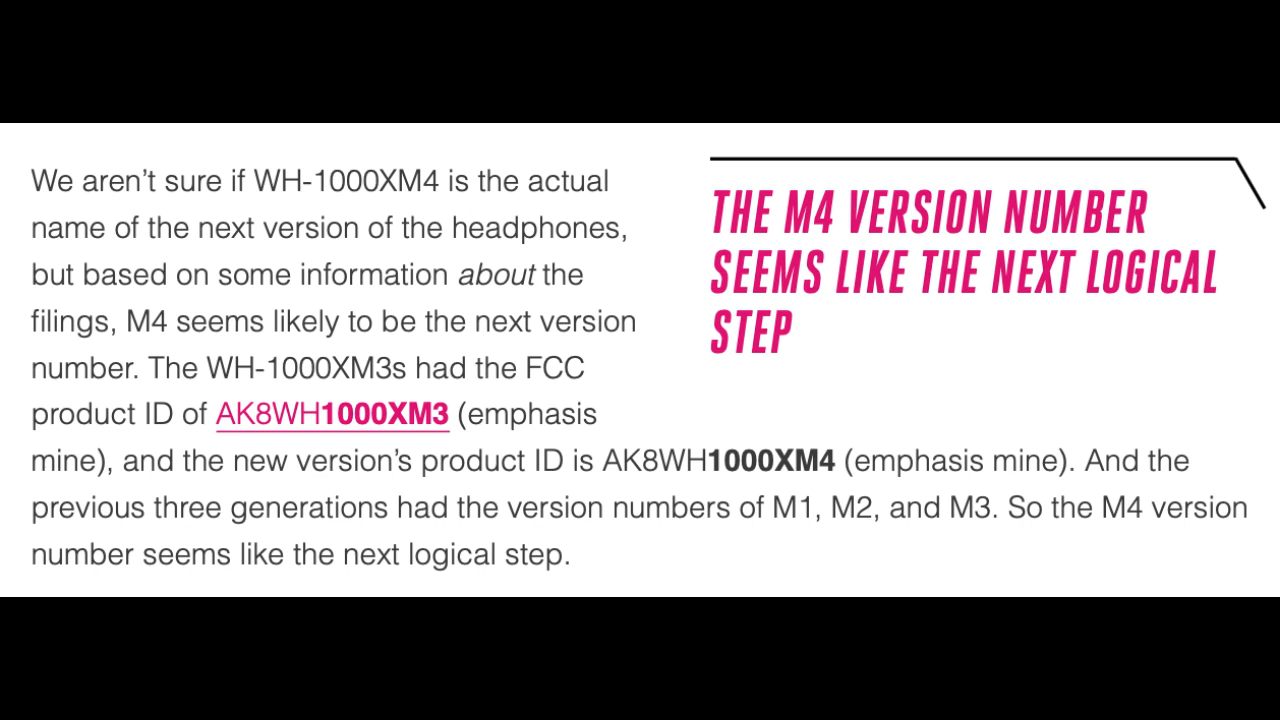 We aren’t sure if WH-1000XM4 is the actual
name of the next version of the headphones,
but based on some information about the
filings, M4 seems likely to be the next version
number. The WH-1000XM3s had the FCC
product ID of AK8WH1000XM3 (emphasis
mine), and the new version’s product ID is AK8WH1000XM4 (emphasis mine). And the
previous three generations had the version numbers of M1, M2, and M3. So the M4 version
number seems like the next logical step.
THE M4 VERSION NUMBER
SEEMS LIKE THE NEXT LOGICAL
STEP